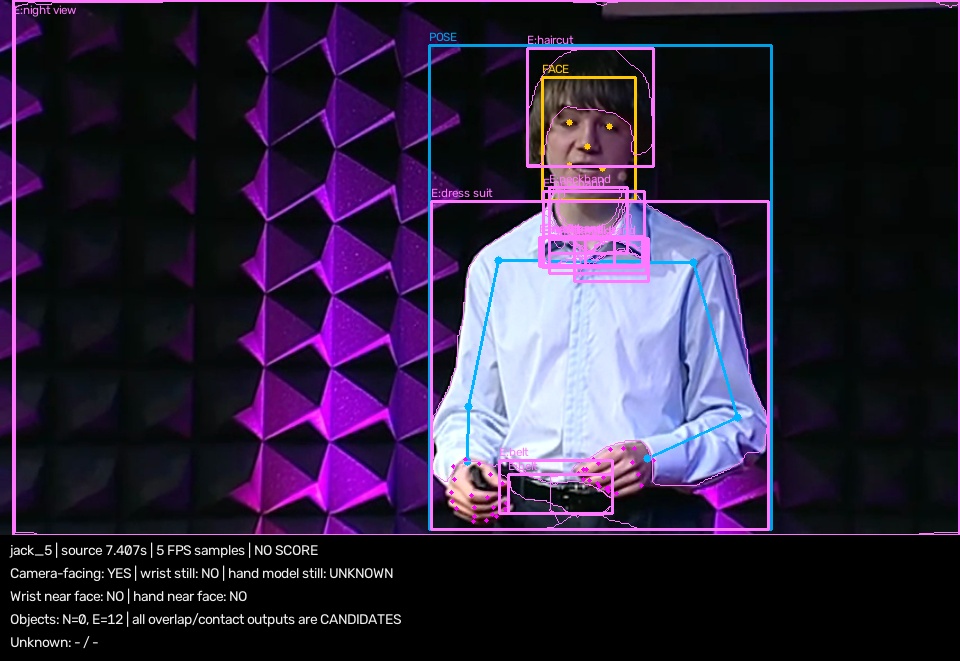 E:night view
POSE
E:haircut
FACE
E:neckband
E:dress suit
E:belt
jack_5 | source 7.407s | 5 FPS samples | NO SCORE
Camera-facing: YES | wrist still: NO | hand model still: UNKNOWN
Wrist near face: NO | hand near face: NO
Objects: N=0, E=12 | all overlap/contact outputs are CANDIDATES
Unknown: - / -